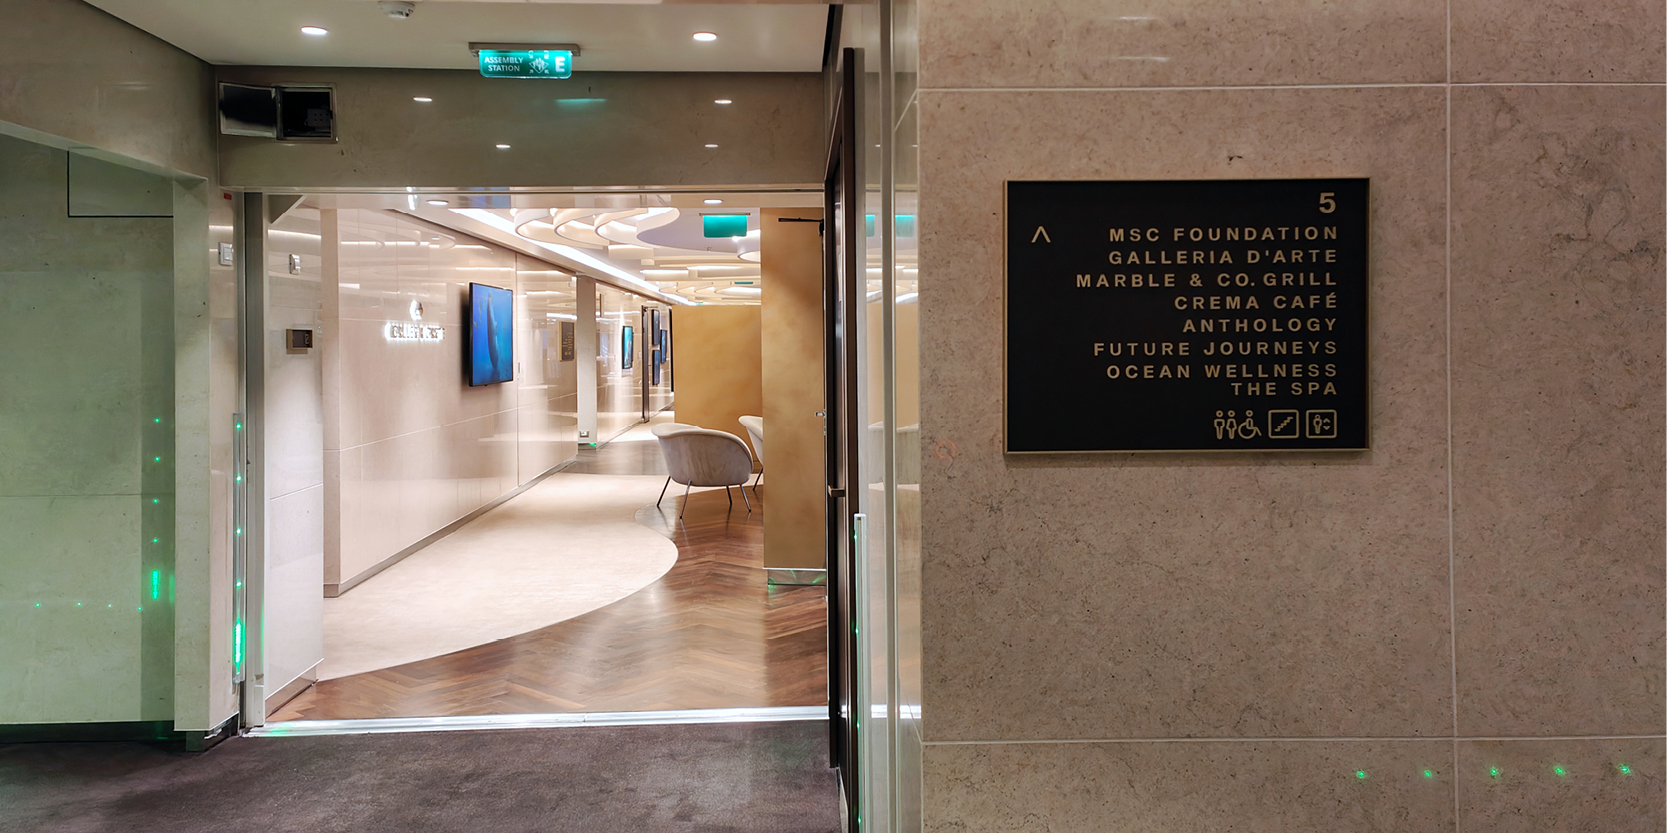 ASSEMBLY
STATION
E
5
MSC FOUNDATION
GALLERIA D'ARTE
MARBLE & CO. GRILL
CREMA CAFÉ
ANTHOLOGY
FUTURE JOURNEYS
OCEAN WELLNESS
THE SPA